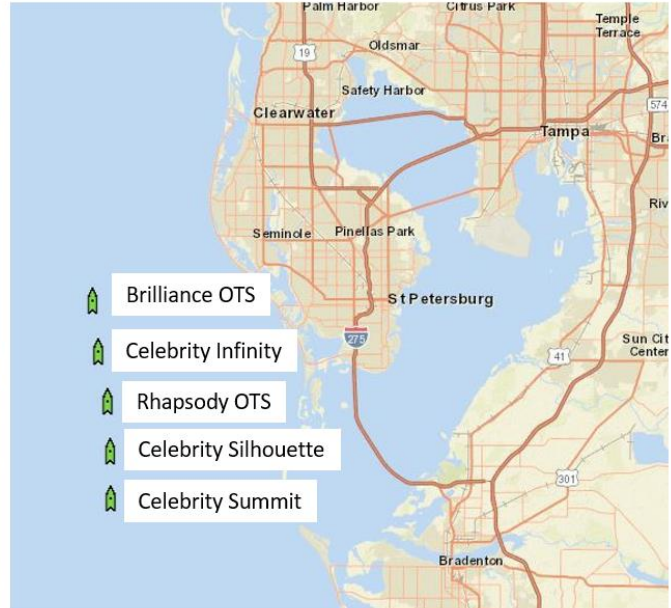 Palm Harbor
Citrus Park
Temple
Terrace
19
Oldsmar
Safety Harbor
574
Clearwater
Tampa
Bra
Riv
Seminole
Pinellas Park
Brilliance OTS
St Petersburg
275
Sun Cit
Center
Celebrity Infinity
41
Rhapsody OTS
Celebrity Silhouette
301
Celebrity Summit
Bradenton